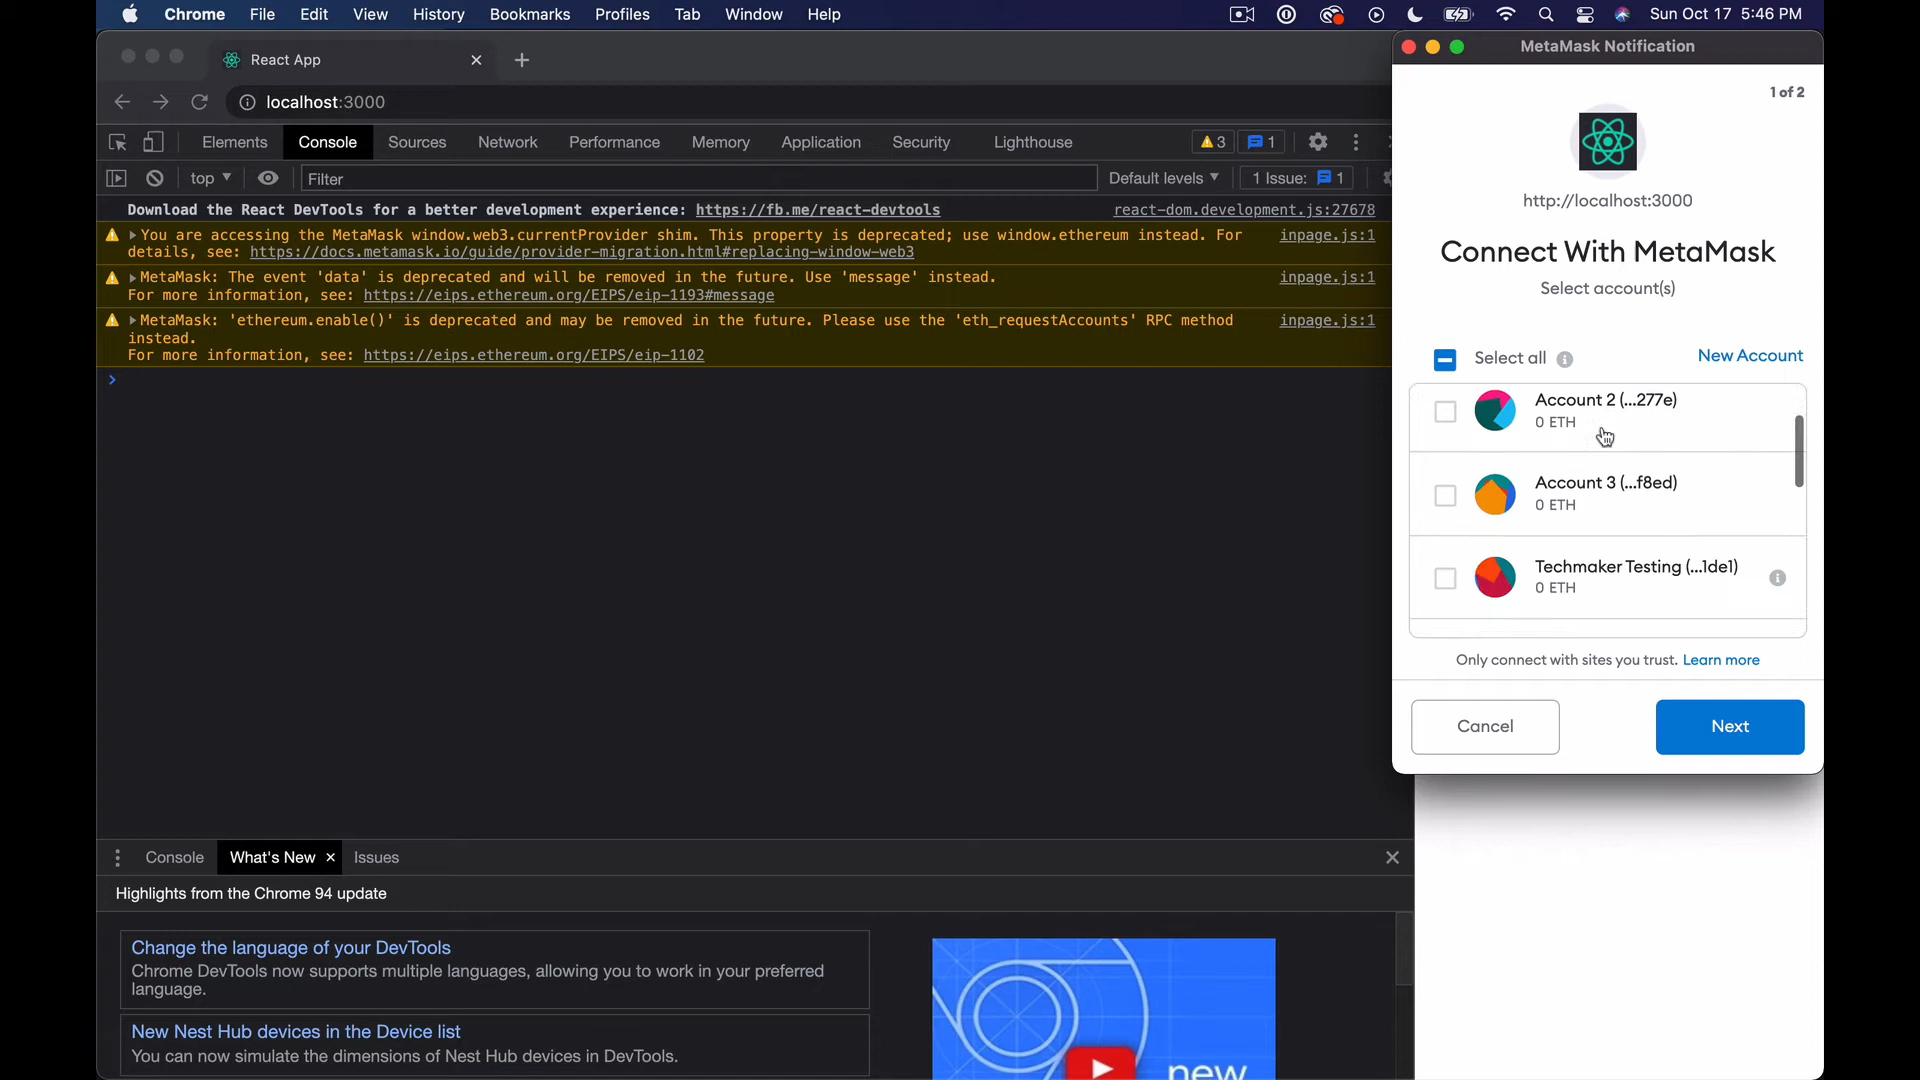 Chrome File Edit View History Bookmarks Profiles Tab Window Help Sun Oct 17 5:46 PM
React App
localhost:3000
Elements Console Sources Network Performance Memory Application Security Lighthouse 3 1
top Filter Default levels 1 Issue: 1
Download the React DevTools for a better development experience: https://fb.me/react-devtools react-dom.development.js:27678
You are accessing the MetaMask window.web3.currentProvider shim. This property is deprecated; use window.ethereum instead. For inpage.js:1
details, see: https://docs.metamask.io/guide/provider-migration.html#replacing-window-web3
MetaMask: The event 'data' is deprecated and will be removed in the future. Use 'message' instead. inpage.js:1
For more information, see: https://eips.ethereum.org/EIPS/eip-1193#message
MetaMask: 'ethereum.enable()' is deprecated and may be removed in the future. Please use the 'eth_requestAccounts' RPC method inpage.js:1
instead.
For more information, see: https://eips.ethereum.org/EIPS/eip-1102
Console What's New Issues
Highlights from the Chrome 94 update
Change the language of your DevTools
Chrome DevTools now supports multiple languages, allowing you to work in your preferred
language.
New Nest Hub devices in the Device list
You can now simulate the dimensions of Nest Hub devices in DevTools.
new
MetaMask Notification
1 of 2
http://localhost:3000
Connect With MetaMask
Select account(s)
Select all New Account
Account 2 (...277e)
0 ETH
Account 3 (...f8ed)
0 ETH
Techmaker Testing (...1de1)
0 ETH
Only connect with sites you trust. Learn more
Cancel Next